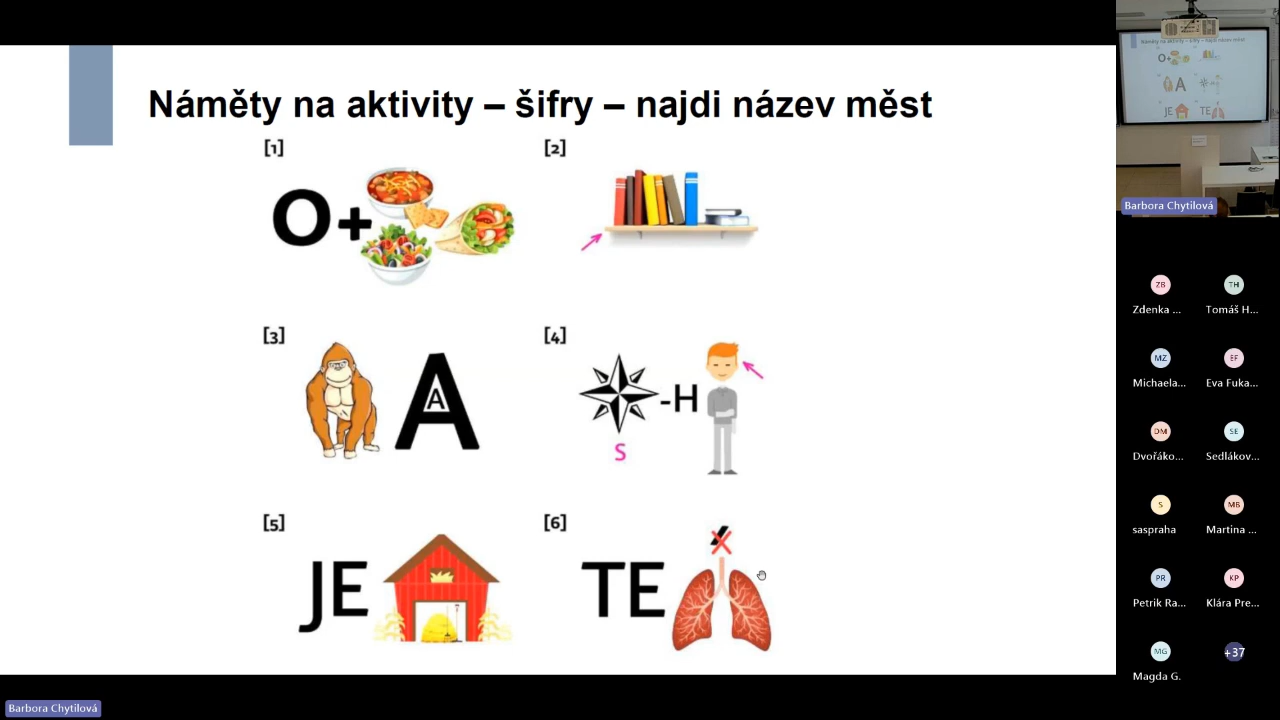 Náměty na aktivity – šifry – najdi název měst
[1]
[2]
O+
[3]
[4]
A
A
-H
S
[5]
[6]
JE
TE
Barbora Chytilová
ZB
TH
Zdenka ...
Tomáš H...
MZ
EF
Michaela...
Eva Fuka...
DM
SE
Dvořáko...
Sedlákov...
S
MB
saspraha
Martina ...
PR
KP
Petrik Ra...
Klára Pre...
MG
+37
Magda G.
Barbora Chytilová